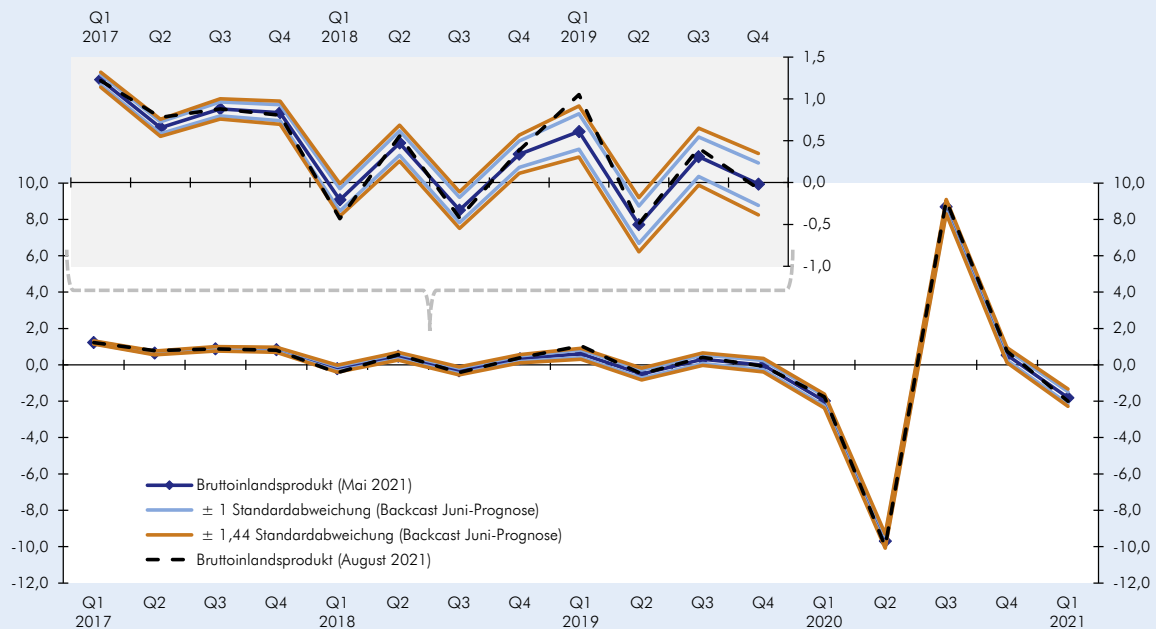 Q1 Q1 Q1
2017 Q2 Q3 Q4 2018 Q2 Q3 Q4 2019 Q2 Q3 Q4
1,5
1,0
0,5
0,0
-0,5
-1,0
10,0 10,0
8,0 8,0
6,0 6,0
4,0 4,0
2,0 2,0
0,0 0,0
-2,0 -2,0
-4,0 -4,0
-6,0 -6,0
-8,0 -8,0
-10,0 -10,0
-12,0 -12,0
Bruttoinlandsprodukt (Mai 2021)
± 1 Standardabweichung (Backcast Juni-Prognose)
± 1,44 Standardabweichung (Backcast Juni-Prognose)
Bruttoinlandsprodukt (August 2021)
Q1 Q2 Q3 Q4 Q1 Q2 Q3 Q4 Q1 Q2 Q3 Q4 Q1 Q2 Q3 Q4 Q1
2017 2018 2019 2020 2021